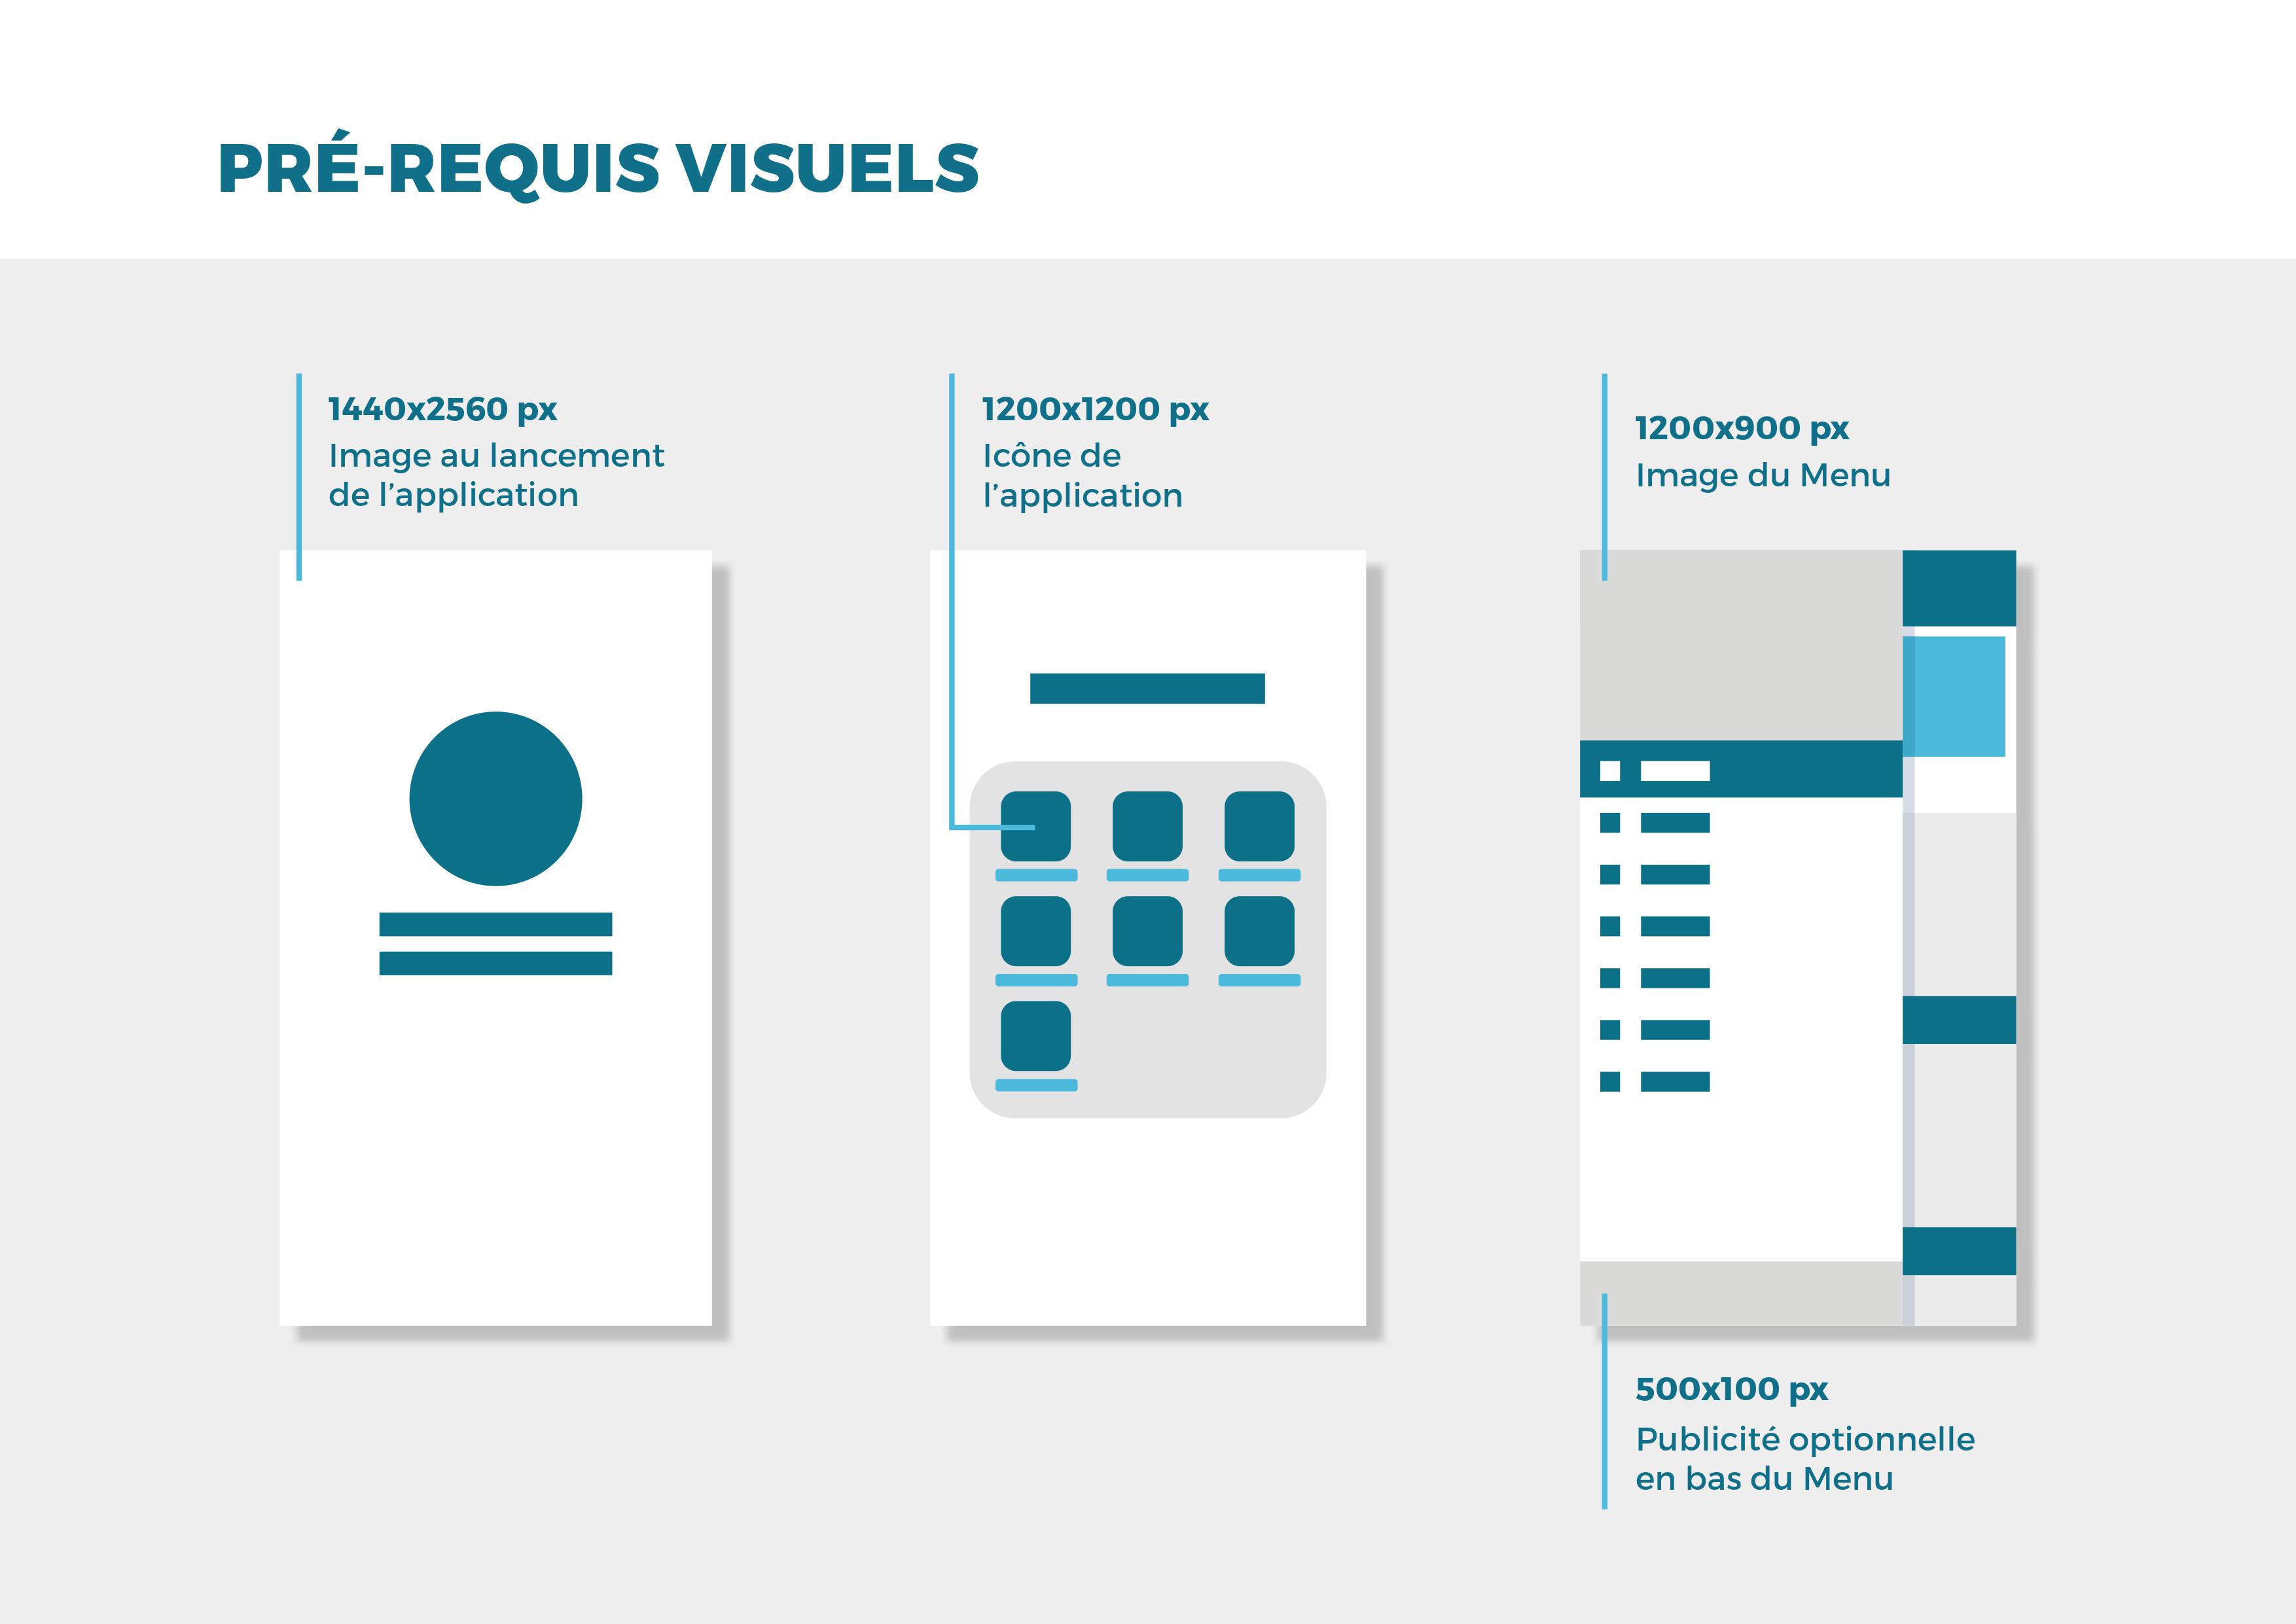 PRÉ-REQUIS VISUELS
1440x2560 px
Image au lancement
de l’application
1200x1200 px
Icône de
l’application
1200x900 px
Image du Menu
500x100 px
Publicité optionnelle
en bas du Menu